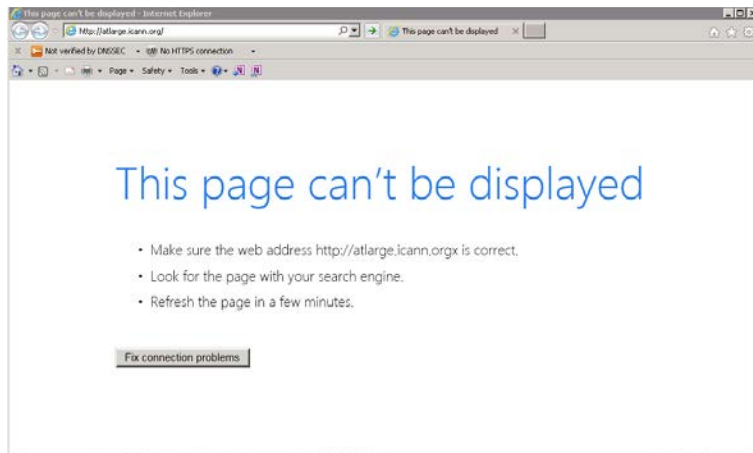 This page can't be displayed - Internet Explorer
http://atlarge.icann.org/
This page can't be displayed
Not verified by DNSSEC
No HTTPS connection
Page
Safety
Tools
This page can't be displayed
• Make sure the web address http://atlarge.icann.orgx is correct.
• Look for the page with your search engine.
• Refresh the page in a few minutes.
Fix connection problems